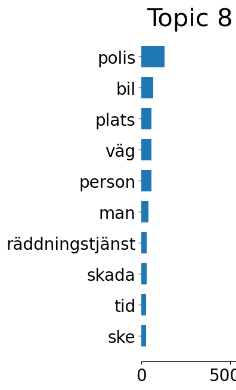 Topic 8
polis
bil
plats
väg
person
man
räddningstjänst
skada
tid
ske
0 500